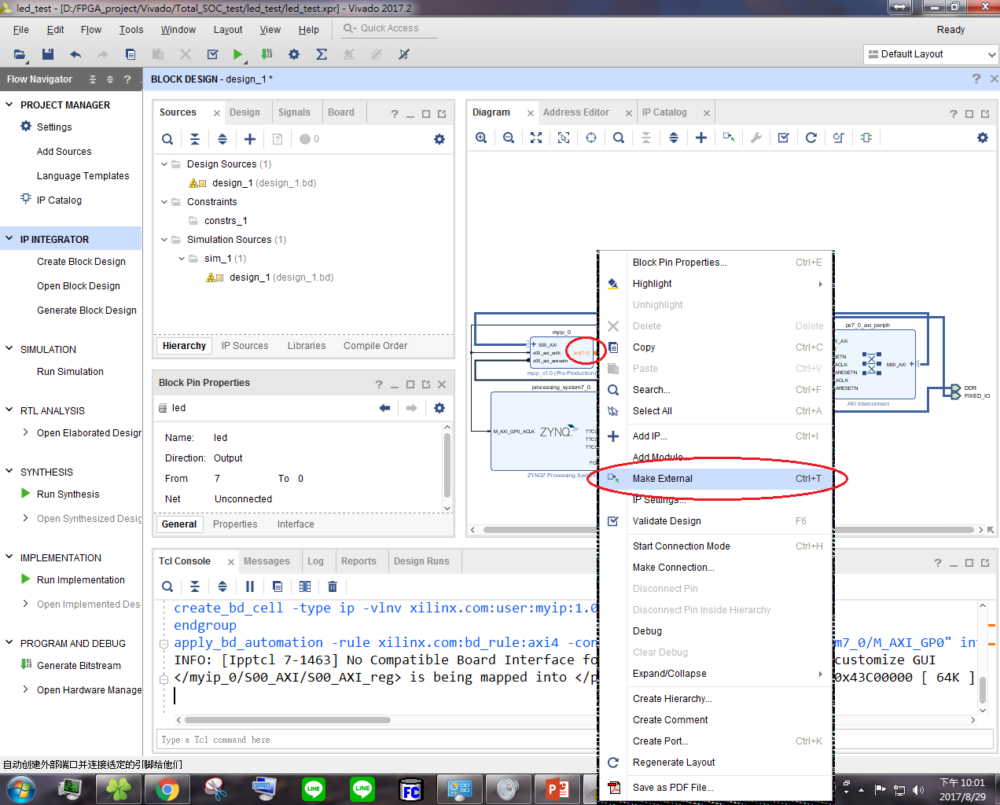 led_test - [D:/FPGA_project/Vivado/Total_SOC_test/led_test/led_test.xpr] - Vivado 2017.2
File Edit Flow Tools Window Layout View Help Quick Access Ready
Default Layout
Flow Navigator
PROJECT MANAGER
Settings
Add Sources
Language Templates
IP Catalog
IP INTEGRATOR
Create Block Design
Open Block Design
Generate Block Design
SIMULATION
Run Simulation
RTL ANALYSIS
Open Elaborated Design
SYNTHESIS
Run Synthesis
Open Synthesized Desig
IMPLEMENTATION
Run Implementation
Open Implemented Des
PROGRAM AND DEBUG
Generate Bitstream
Open Hardware Manage
BLOCK DESIGN - design_1 *
Sources Design Signals Board
0
Design Sources (1)
design_1 (design_1.bd)
Constraints
constrs_1
Simulation Sources (1)
sim_1 (1)
design_1 (design_1.bd)
Hierarchy IP Sources Libraries Compile Order
Block Pin Properties
led
Name: led
Direction: Output
From 7 To 0
Net Unconnected
General Properties Interface
Diagram Address Editor IP Catalog
myip_0
S00_AXI
s00_axi_aclk
s00_axi_aresetn
led[7:0]
myip_v1.0 (Pre-Production)
processing_system7_0
M_AXI_GP0_ACLK
ZYNQ
TTC
TTC
TTC
FC
ZYNQ7 Processing System
ps7_0_axi_periph
_AXI
ETN
ACLK
ARESETN
ACLK
ARESETN
M00_AXI
AXI Interconnect
DDR
FIXED_IO
Block Pin Properties... Ctrl+E
Highlight
Unhighlight
Delete Delete
Copy Ctrl+C
Paste Ctrl+V
Search... Ctrl+F
Select All Ctrl+A
Add IP... Ctrl+I
Add Module...
Make External Ctrl+T
IP Settings...
Validate Design F6
Start Connection Mode Ctrl+H
Make Connection...
Disconnect Pin
Disconnect Pin Inside Hierarchy
Debug
Clear Debug
Expand/Collapse
Create Hierarchy...
Create Comment
Create Port... Ctrl+K
Regenerate Layout
Save as PDF File...
Tcl Console Messages Log Reports Design Runs
create_bd_cell -type ip -vlnv xilinx.com:user:myip:1.0
endgroup
apply_bd_automation -rule xilinx.com:bd_rule:axi4 -con m7_0/M_AXI_GP0" int
INFO: [Ipptcl 7-1463] No Compatible Board Interface fo customize GUI
</myip_0/S00_AXI/S00_AXI_reg> is being mapped into </p 0x43C00000 [ 64K ]
Type a Tcl command here
自动创建外部端口并连接选定的引脚给他们
LINE
LINE
FC
下午 10:01
2017/8/29